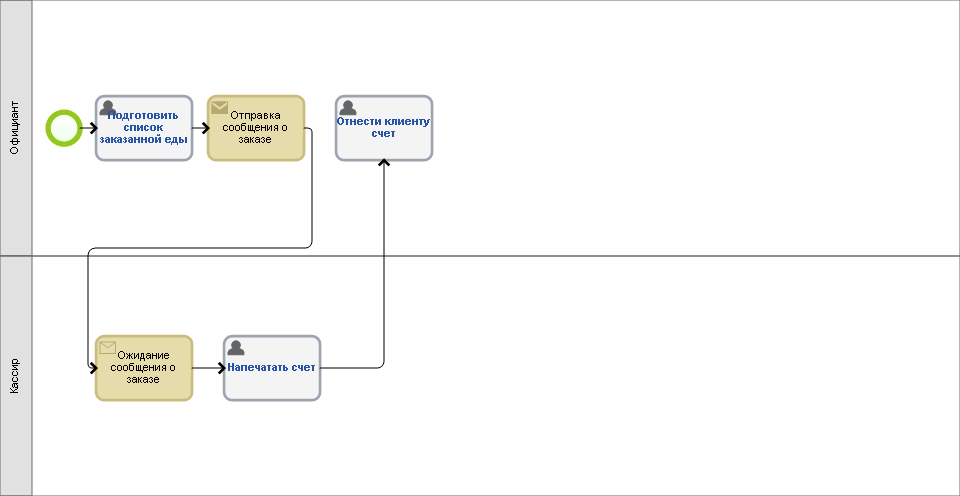 Официант
Подготовить
список
заказанной еды
Отправка
сообщения о
заказе
Отнести клиенту
счет
Кассир
Ожидание
сообщения о
заказе
Напечатать счет